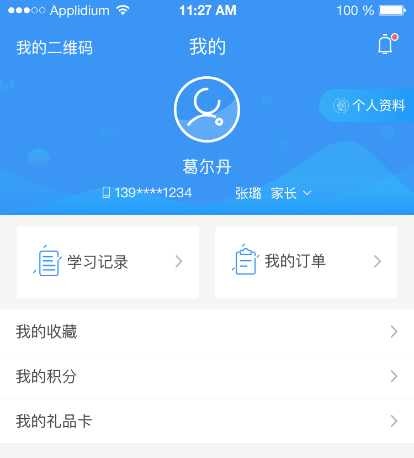 Applidium 11:27 AM 100 %
我的二维码 我的
个人资料
葛尔丹
139****1234 张璐 家长
学习记录 我的订单
我的收藏
我的积分
我的礼品卡